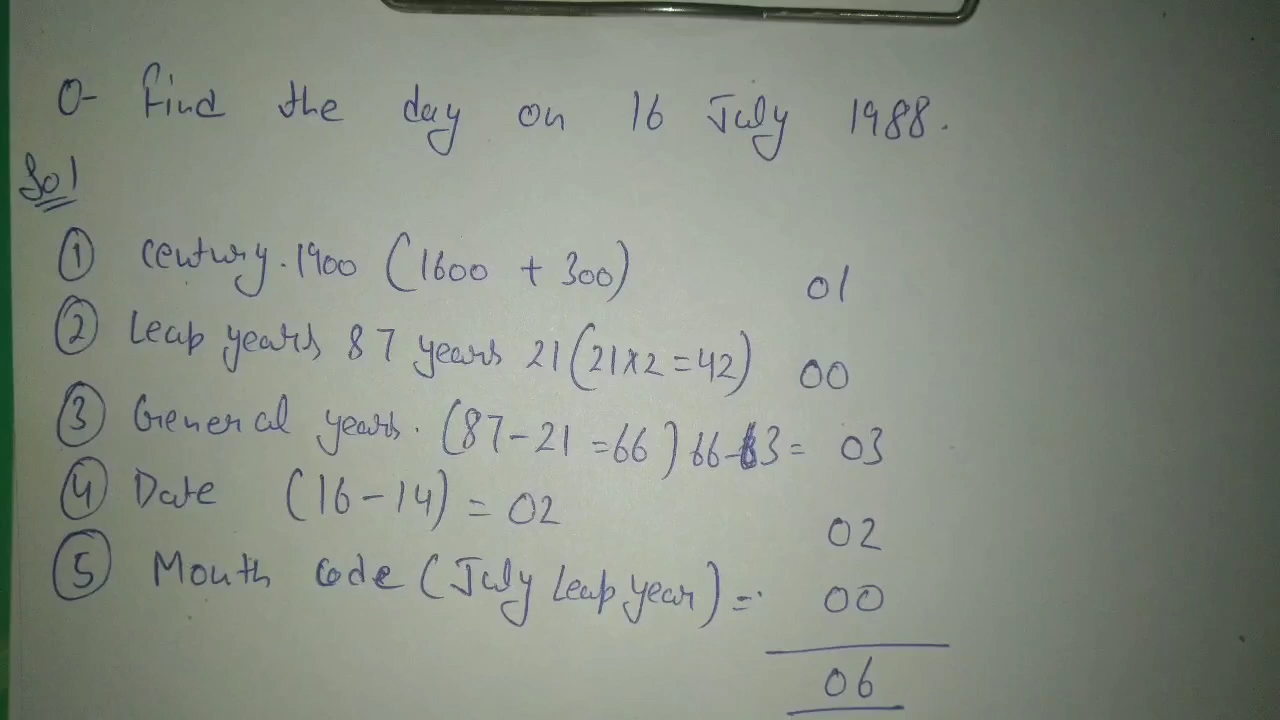 Q- Find the day on 16 July 1988.
Sol
① Century. 1900 (1600 + 300) 01
② Leap years 87 years 21 (21x2=42) 00
③ General years. (87-21=66) 66-63= 03
④ Date (16-14) = 02 02
⑤ Month Code (July Leap year) = 00
06